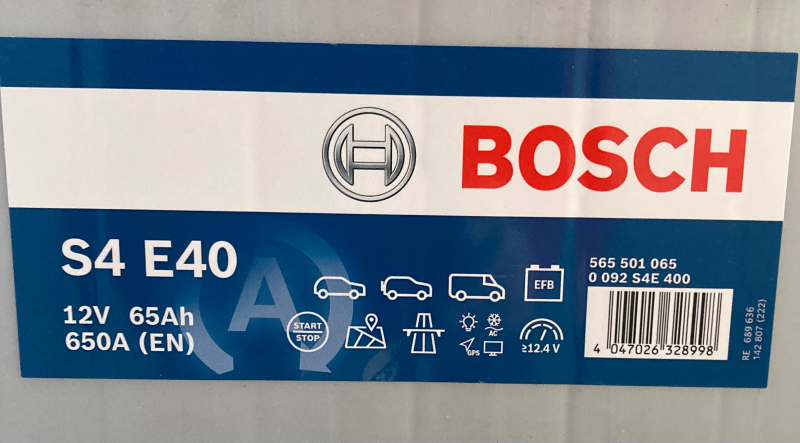 BOSCH
S4 E40
12V 65Ah
650A (EN)
A
EFB
START
STOP
AC
GPS
≥12.4 V
565 501 065
0 092 S4E 400
4 047026 328998
RE 689 636
142 807 (222)